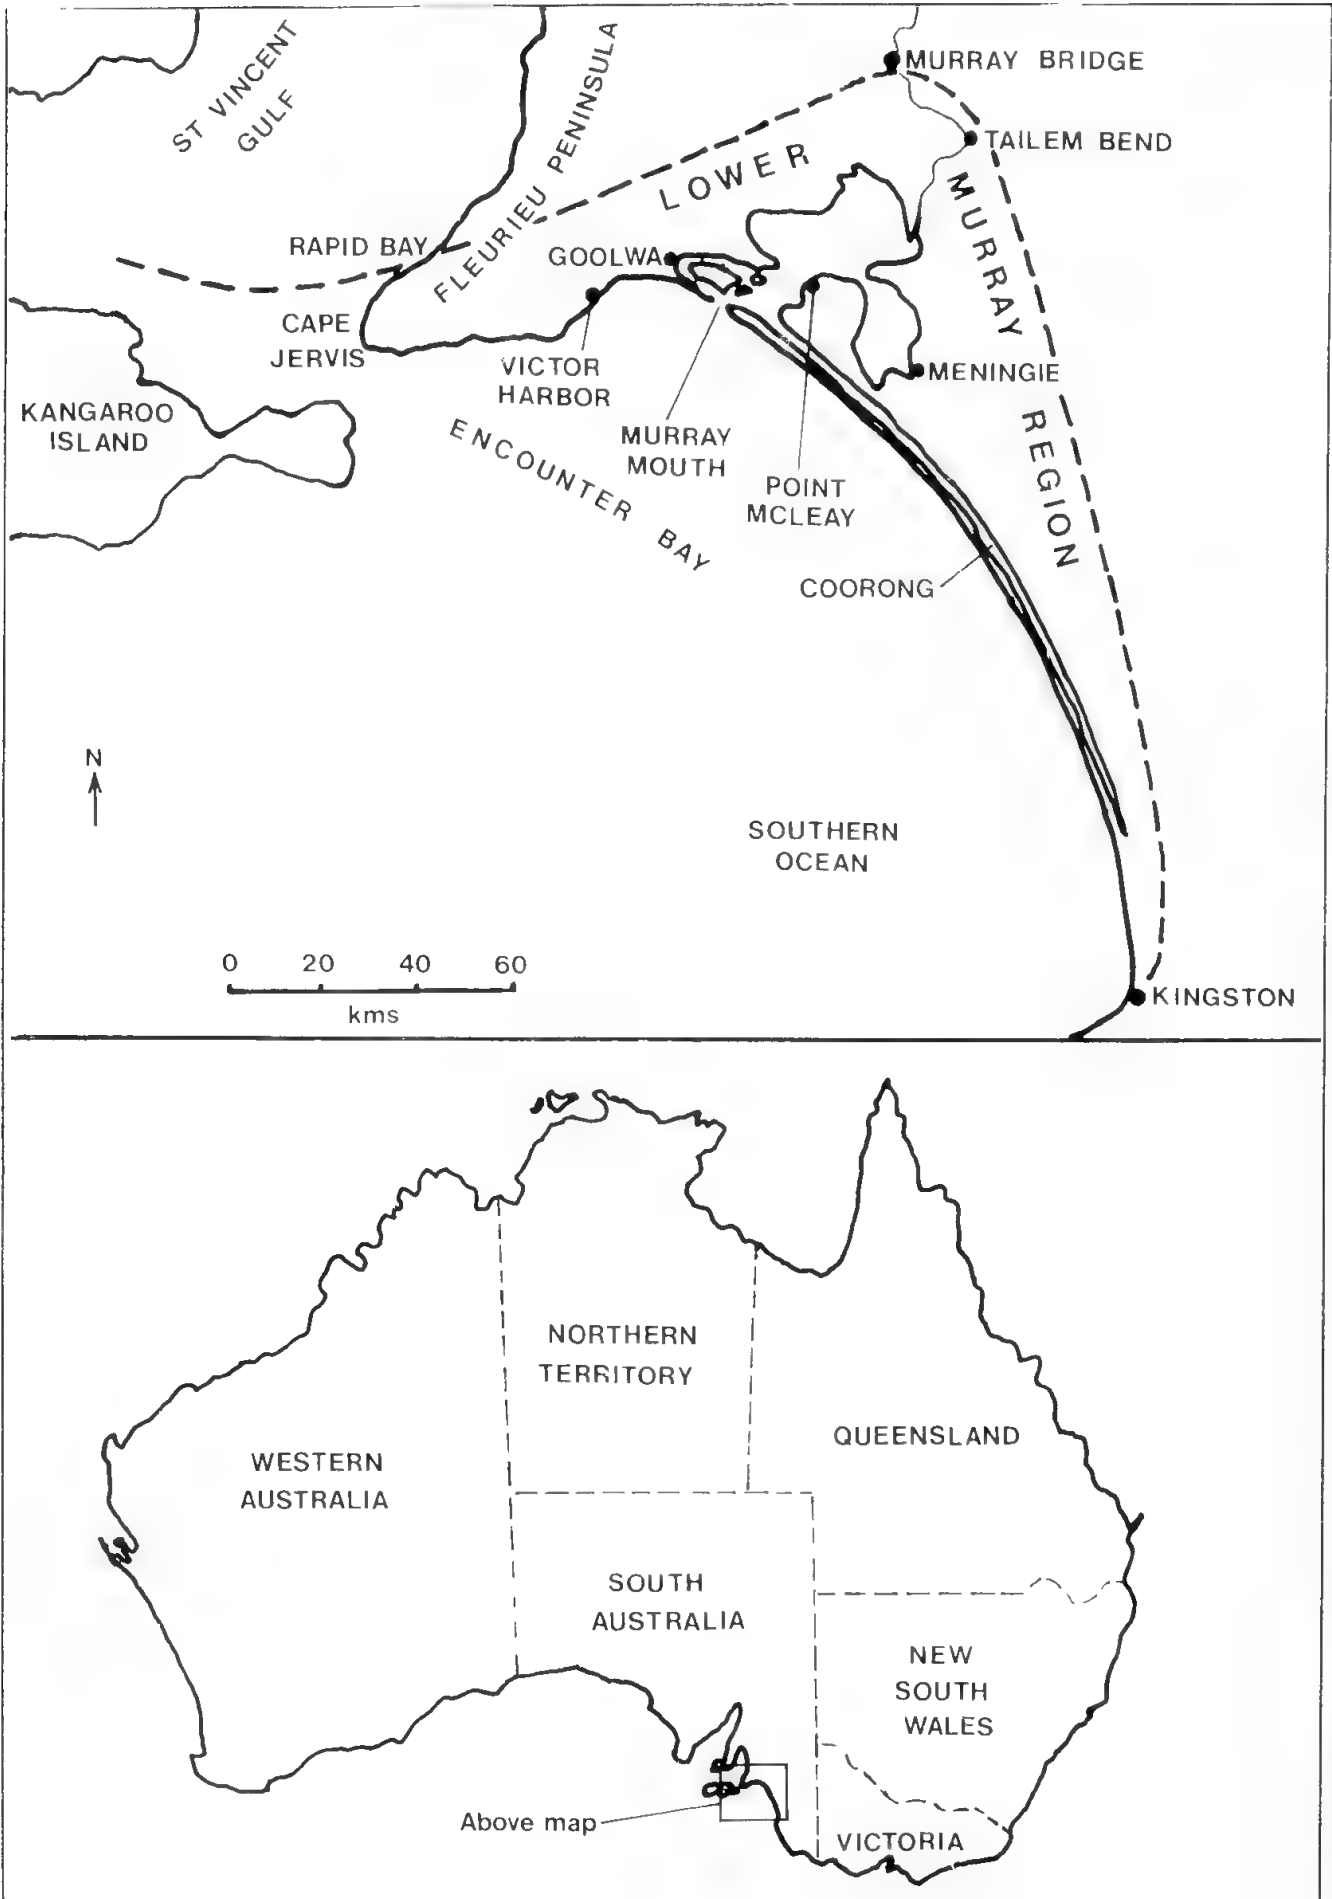 ST VINCENT
GULF
FLEURIEU PENINSULA
MURRAY BRIDGE
TAILEM BEND
LOWER
MURRAY
REGION
RAPID BAY
GOOLWA
CAPE
JERVIS
VICTOR
HARBOR
MENINGIE
KANGAROO
ISLAND
ENCOUNTER BAY
MURRAY
MOUTH
POINT
MCLEAY
COORONG
N
SOUTHERN
OCEAN
0 20 40 60
kms
KINGSTON
NORTHERN
TERRITORY
QUEENSLAND
WESTERN
AUSTRALIA
SOUTH
AUSTRALIA
NEW
SOUTH
WALES
Above map
VICTORIA